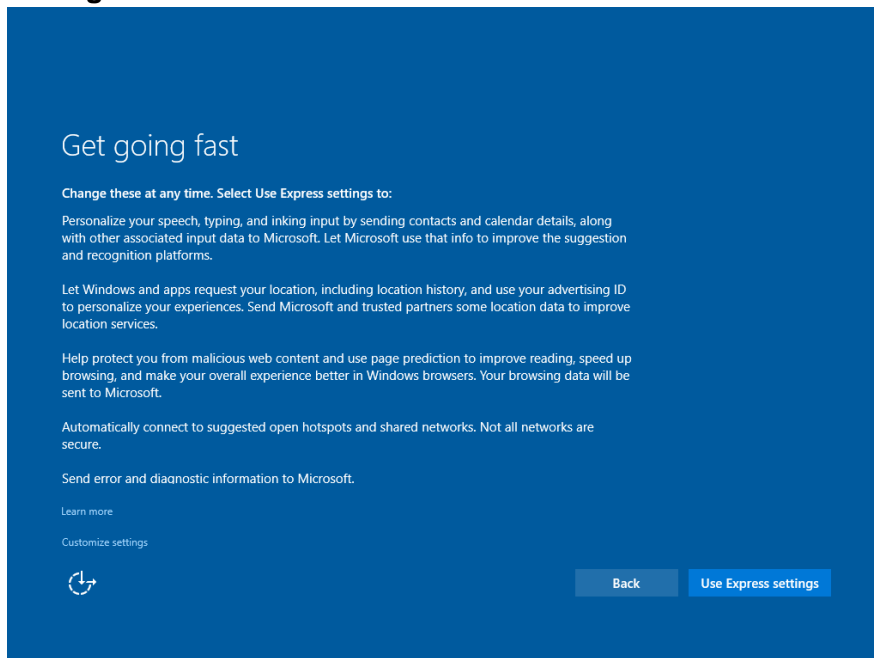 Get going fast
Change these at any time. Select Use Express settings to:
Personalize your speech, typing, and inking input by sending contacts and calendar details, along
with other associated input data to Microsoft. Let Microsoft use that info to improve the suggestion
and recognition platforms.
Let Windows and apps request your location, including location history, and use your advertising ID
to personalize your experiences. Send Microsoft and trusted partners some location data to improve
location services.
Help protect you from malicious web content and use page prediction to improve reading, speed up
browsing, and make your overall experience better in Windows browsers. Your browsing data will be
sent to Microsoft.
Automatically connect to suggested open hotspots and shared networks. Not all networks are
secure.
Send error and diagnostic information to Microsoft.
Learn more
Customize settings
Back
Use Express settings